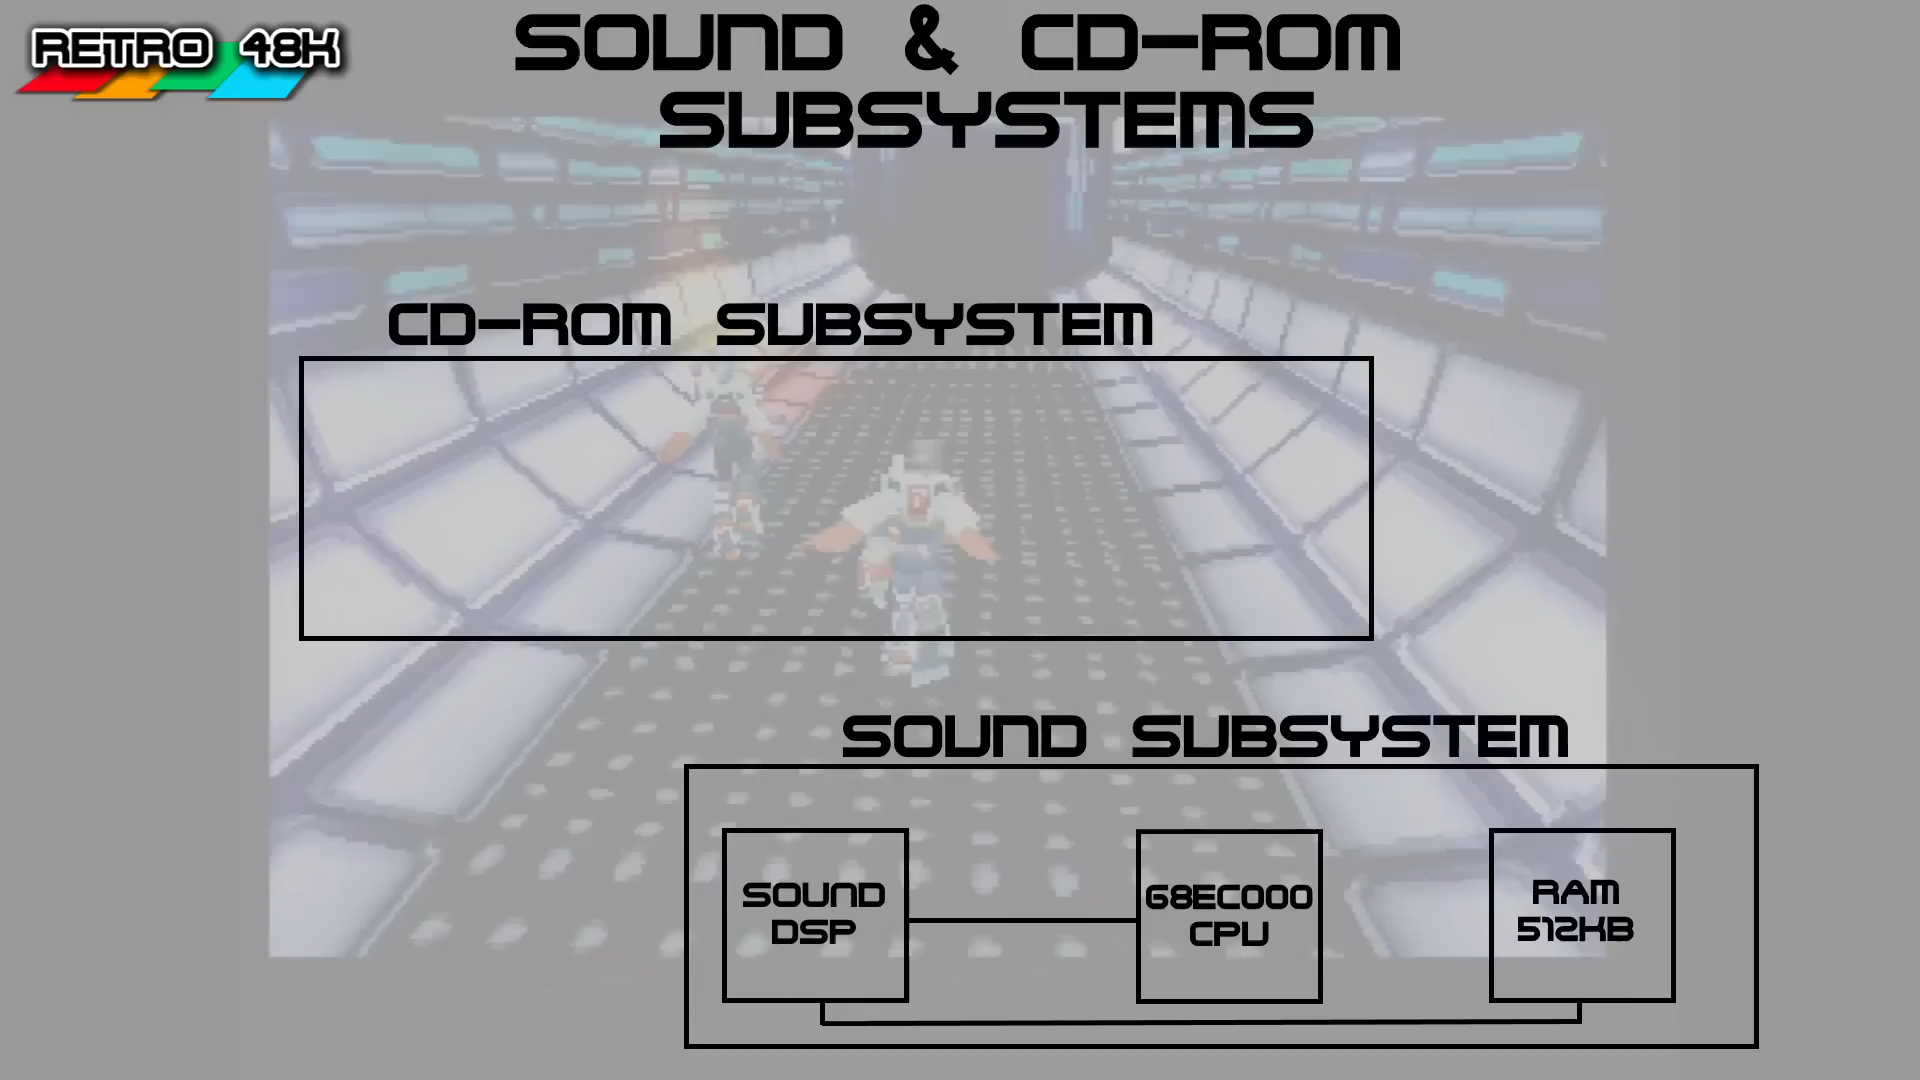 RETRO 48K
SOUND & CD-ROM
SUBSYSTEMS
CD-ROM SUBSYSTEM
SOUND SUBSYSTEM
SOUND
DSP
68EC000
CPU
RAM
512KB